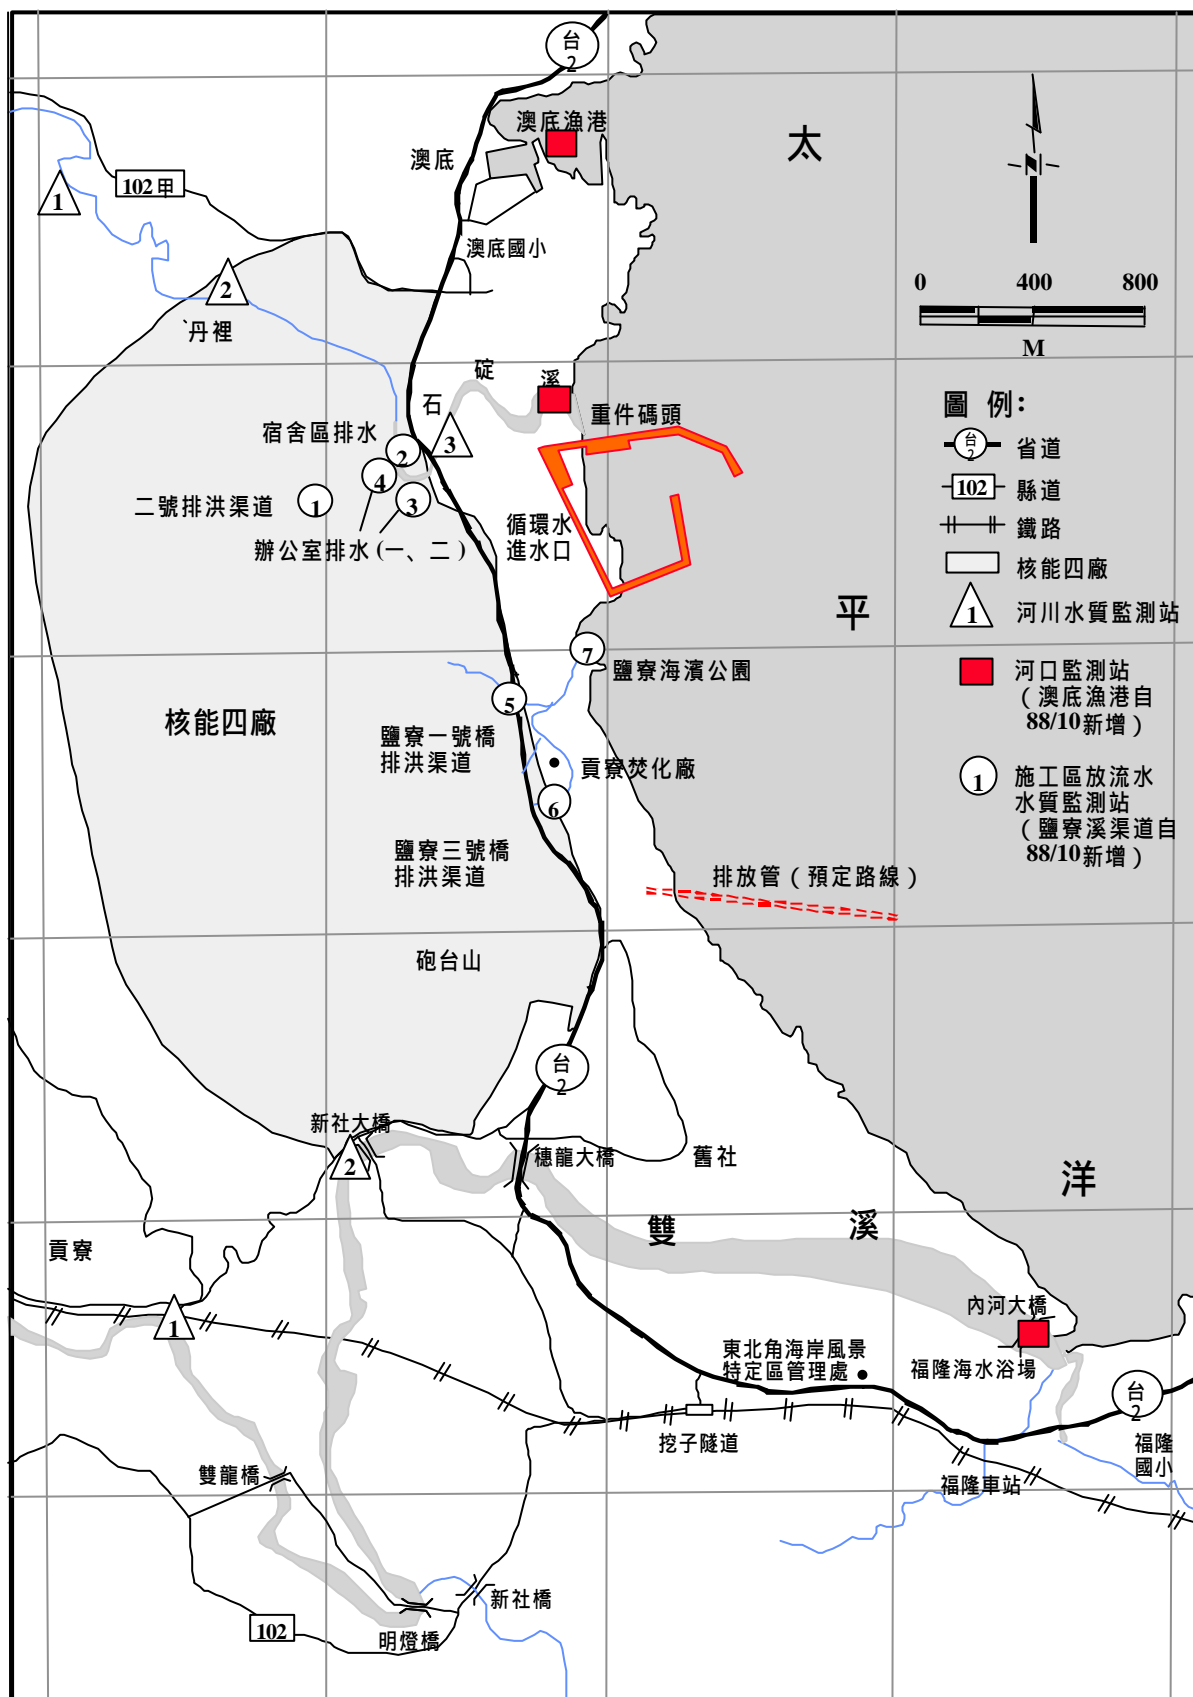 台
2
澳底漁港
太
澳底
102甲
1
澳底國小
2
丹裡
0 400 800
M
碇
溪
石
重件碼頭
3
宿舍區排水
2
4
二號排洪渠道
1
3
辦公室排水(一、二)
循環水
進水口
圖 例:
台
2
省道
102
縣道
鐵路
核能四廠
1
河川水質監測站
河口監測站
(澳底漁港自
88/10新增)
1
施工區放流水
水質監測站
(鹽寮溪渠道自
88/10新增)
平
7
鹽寮海濱公園
5
核能四廠
鹽寮一號橋
排洪渠道
貢寮焚化廠
6
鹽寮三號橋
排洪渠道
排放管(預定路線)
砲台山
台
2
新社大橋
2
穗龍大橋
舊社
洋
雙
溪
貢寮
1
內河大橋
東北角海岸風景
特定區管理處
福隆海水浴場
台
2
挖子隧道
福隆
國小
福隆車站
雙龍橋
新社橋
102
明燈橋